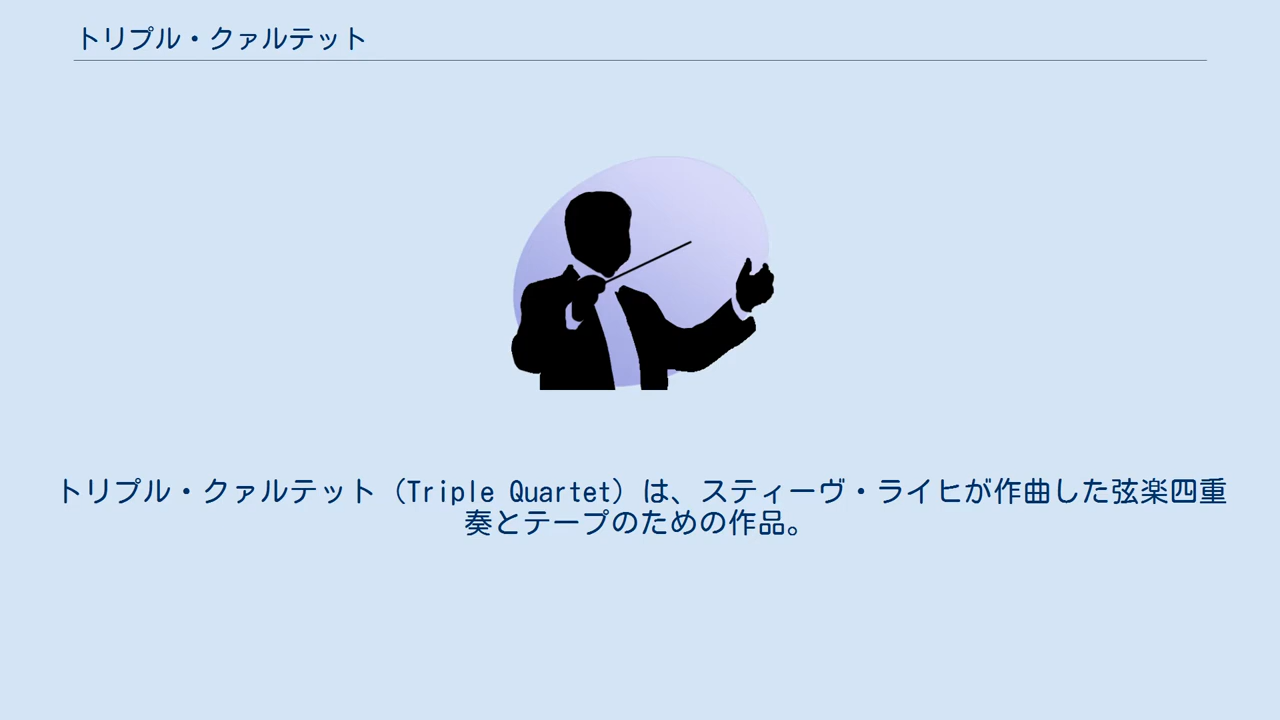 トリプル・クァルテット
トリプル・クァルテット（Triple Quartet）は、スティーヴ・ライヒが作曲した弦楽四重
奏とテープのための作品。